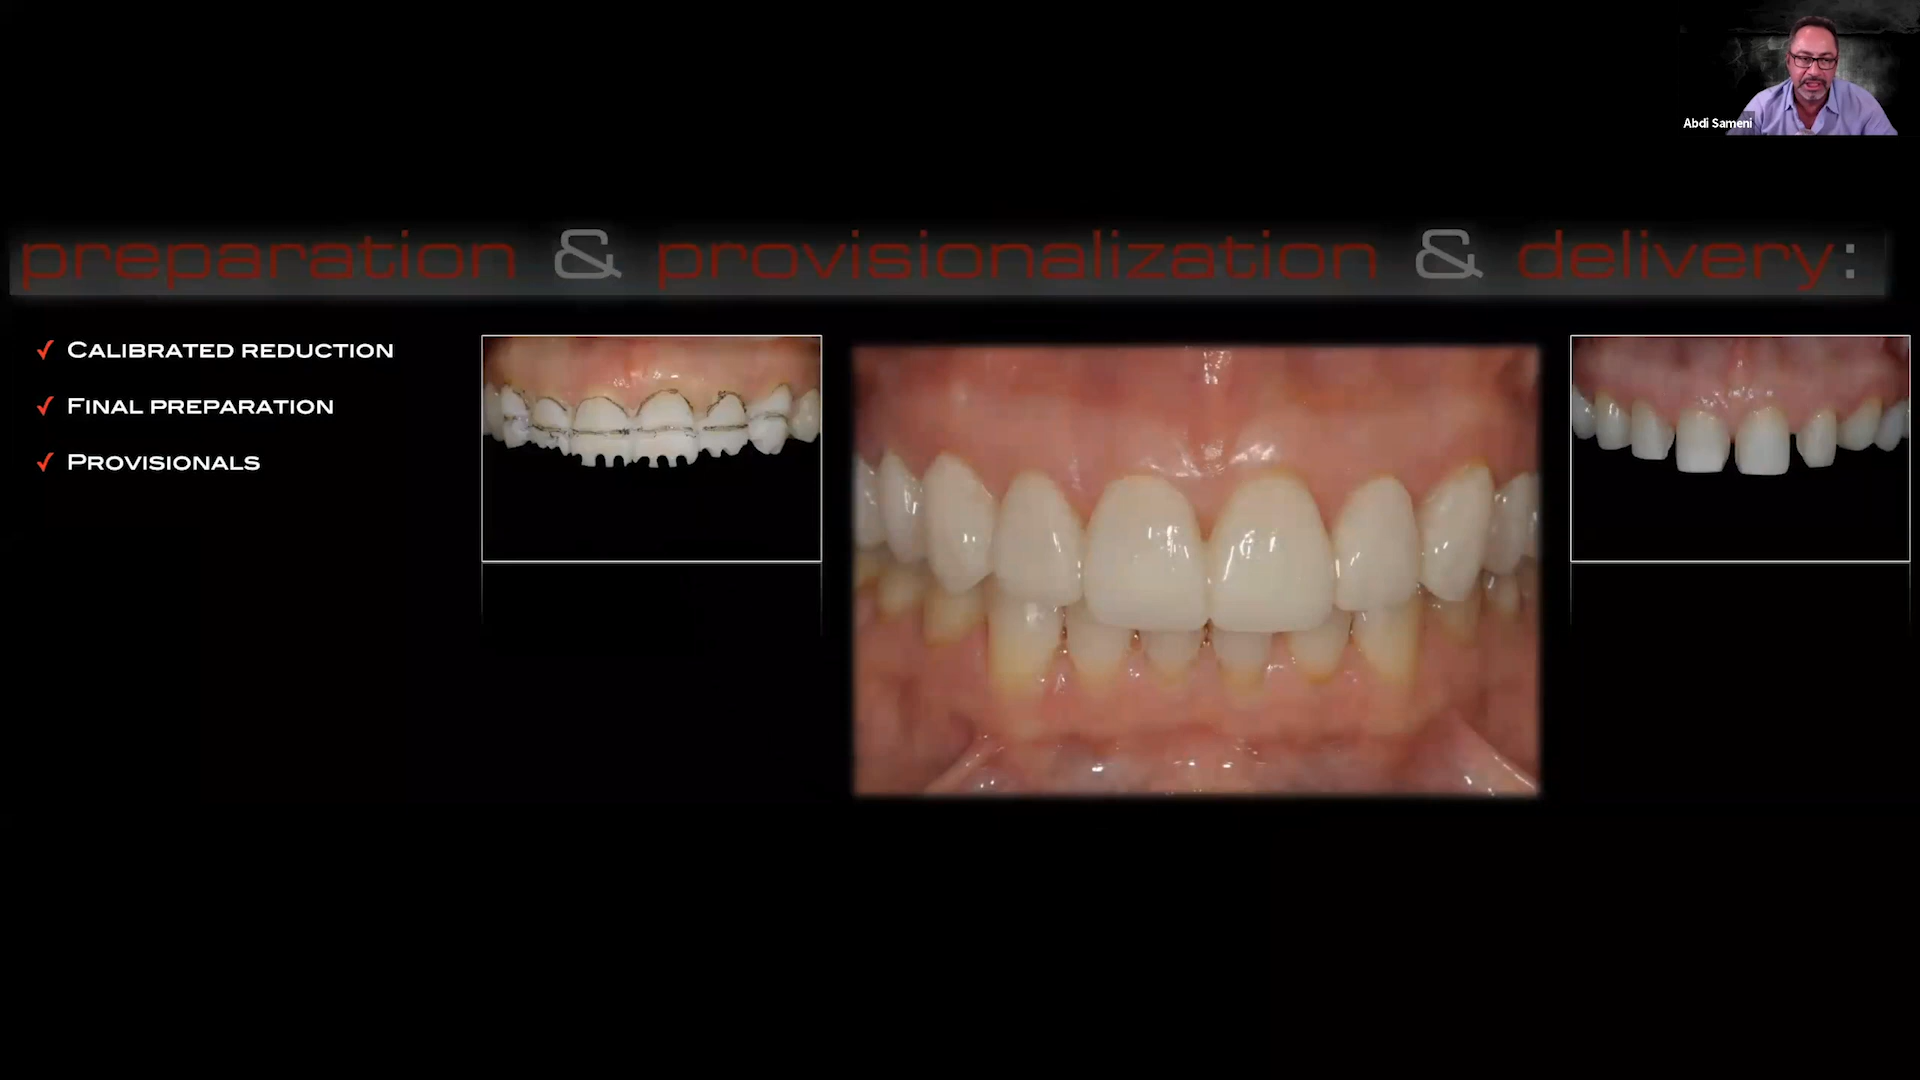 Abdi Sameni
preparation & provisionalization & delivery:
✓ Calibrated reduction
✓ Final preparation
✓ Provisionals